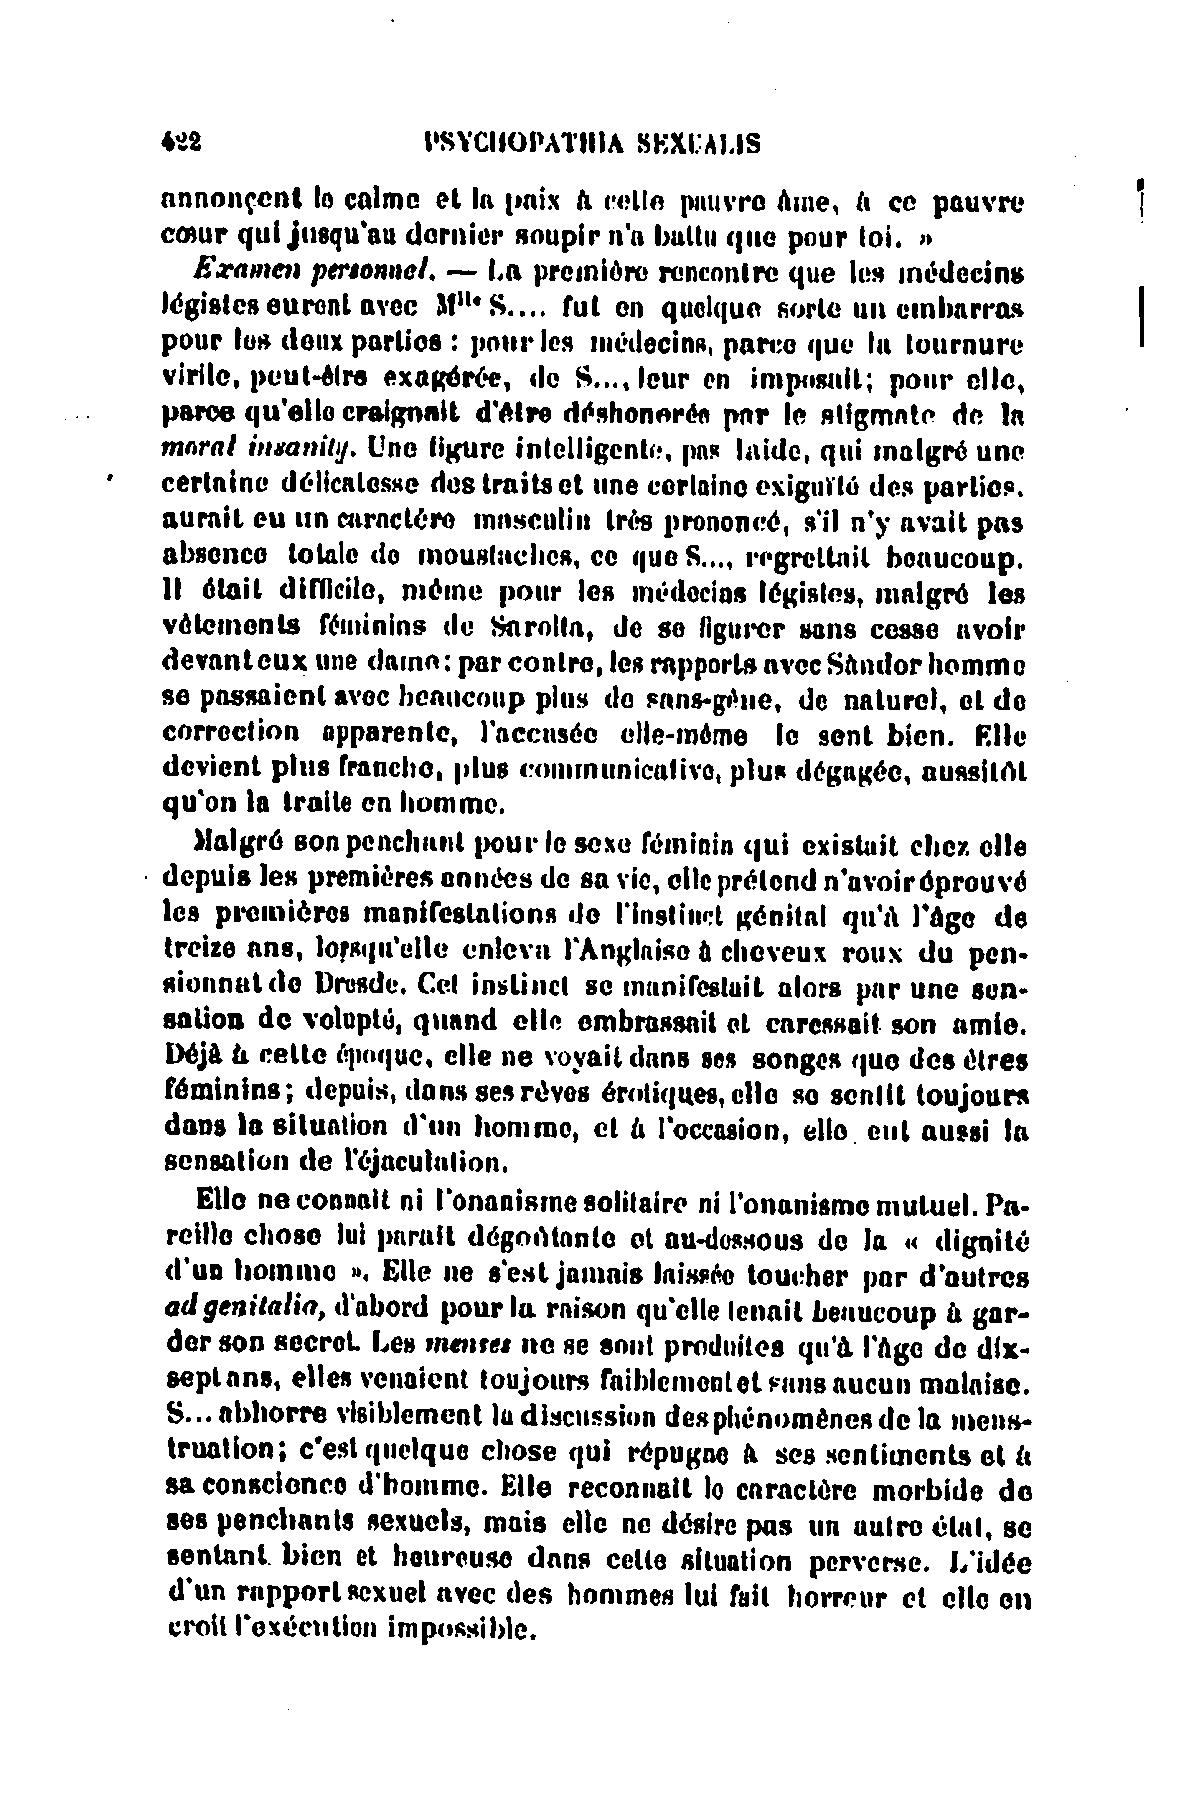 422 PSYCHOPATHIA SEXUALIS
annonçent le calme et la paix à cette pauvre âme, à ce pauvre
cœur qui jusqu'au dernier soupir n'a battu que pour toi. »
Examen personnel. — La première rencontre que les médecins
légistes eurent avec Mlle S.... fut en quelque sorte un embarras
pour les deux parties : pour les médecins, parce que la tournure
virile, peut-être exagérée, de S..., leur en imposait; pour elle,
parce qu'elle craignait d'être déshonorée par le stigmate de la
moral insanity. Une figure intelligente, pas laide, qui malgré une
certaine délicatesse des traits et une certaine exiguïté des parties.
aurait eu un caractère masculin très prononcé, s'il n'y avait pas
absence totale de moustaches, ce que S..., regrettait beaucoup.
Il était difficile, même pour les médecins légistes, malgré les
vêtements féminins de Sarolta, de se figurer sans cesse avoir
devant eux une dame : par contre, les rapports avec Sàndor homme
se passaient avec beaucoup plus de sans-gêne, de naturel, et de
correction apparente, l'accusée elle-même le sent bien. Elle
devient plus franche, plus communicative, plus dégagée, aussitôt
qu'on la traite en homme.
Malgré son penchant pour le sexe féminin qui existait chez elle
depuis les premières années de sa vie, elle prétend n'avoir éprouvé
les premières manifestations de l'instinct génital qu'à l'âge de
treize ans, lorsqu'elle enleva l'Anglaise à cheveux roux du pen-
sionnat de Dresde. Cet instinct se manifestait alors par une sen-
sation de volupté, quand elle embrassait et caressait son amie.
Déjà à cette époque, elle ne voyait dans ses songes que des êtres
féminins; depuis, dans ses rêves érotiques, elle se sentit toujours
dans la situation d'un homme, et à l'occasion, elle eut aussi la
sensation de l'éjaculation.
Elle ne connaît ni l'onanisme solitaire ni l'onanisme mutuel. Pa-
reille chose lui paraît dégoûtante et au-dessous de la « dignité
d'un homme ». Elle ne s'est jamais laissée toucher par d'autres
ad genitalia, d'abord pour la raison qu'elle tenait beaucoup à gar-
der son secret. Les menses ne se sont produites qu'à l'âge de dix-
sept ans, elles venaient toujours faiblement et sans aucun malaise.
S... abhorre visiblement la discussion des phénomènes de la mens-
truation; c'est quelque chose qui répugne à ses sentiments et à
sa conscience d'homme. Elle reconnaît le caractère morbide de
ses penchants sexuels, mais elle ne désire pas un autre état, se
sentant bien et heureuse dans cette situation perverse. L'idée
d'un rapport sexuel avec des hommes lui fait horreur et elle en
croit l'exécution impossible.